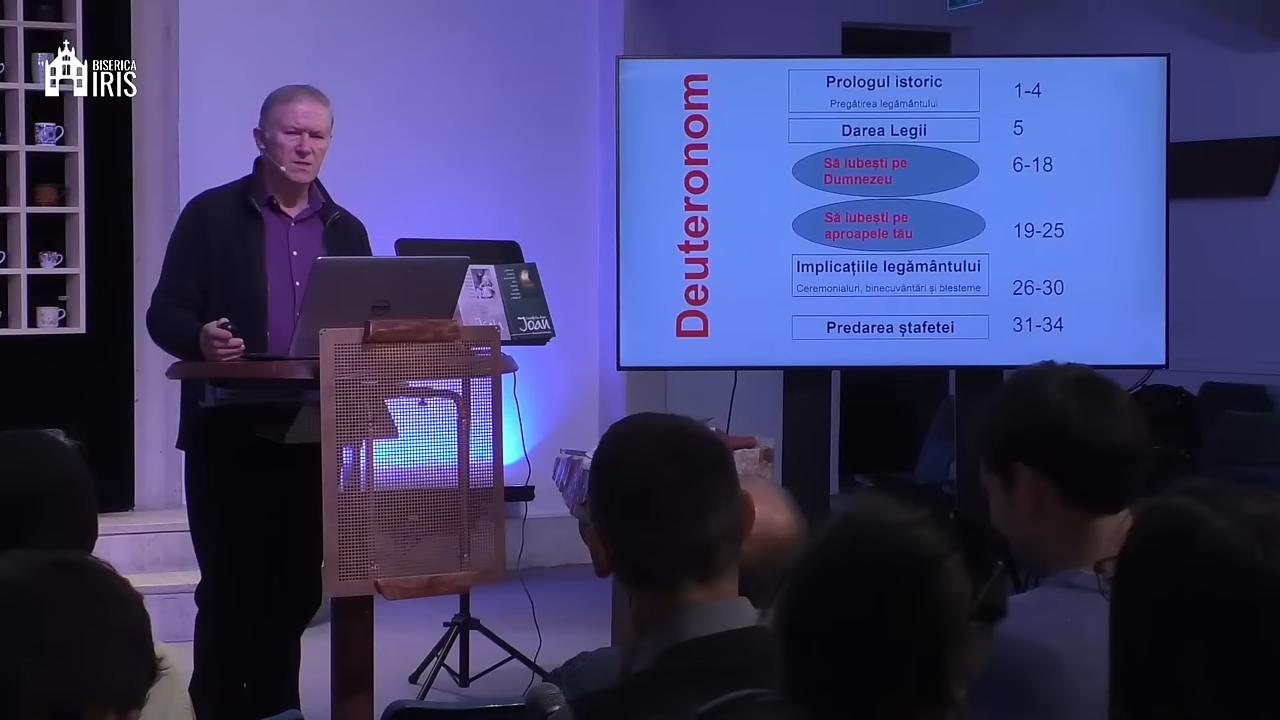 BISERICA
IRIS
Deuteronom
Prologul istoric
Pregătirea legământului
1-4
Darea Legii
5
Să iubești pe
Dumnezeu
6-18
Să iubești pe
aproapele tău
19-25
Implicațiile legământului
Ceremonialuri, binecuvântări și blesteme
26-30
Predarea ștafetei
31-34
Joan